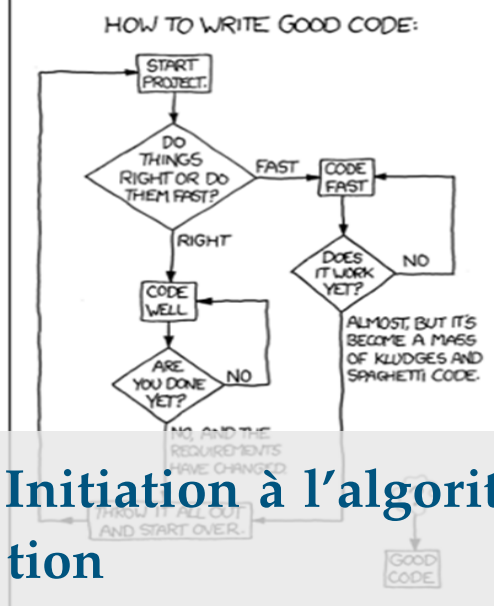 HOW TO WRITE GOOD CODE:
START
PROJECT.
DO
THINGS
RIGHT OR DO
THEM FAST?
FAST
CODE
FAST
RIGHT
DOES
IT WORK
YET?
NO
CODE
WELL
ALMOST, BUT IT'S
BECOME A MASS
OF KLUDGES AND
SPAGHETTI CODE.
ARE
YOU DONE
YET?
NO
NO, AND THE
REQUIREMENTS
HAVE CHANGED.
THROW IT ALL OUT
AND START OVER.
GOOD
CODE
Initiation à l'algorit
tion